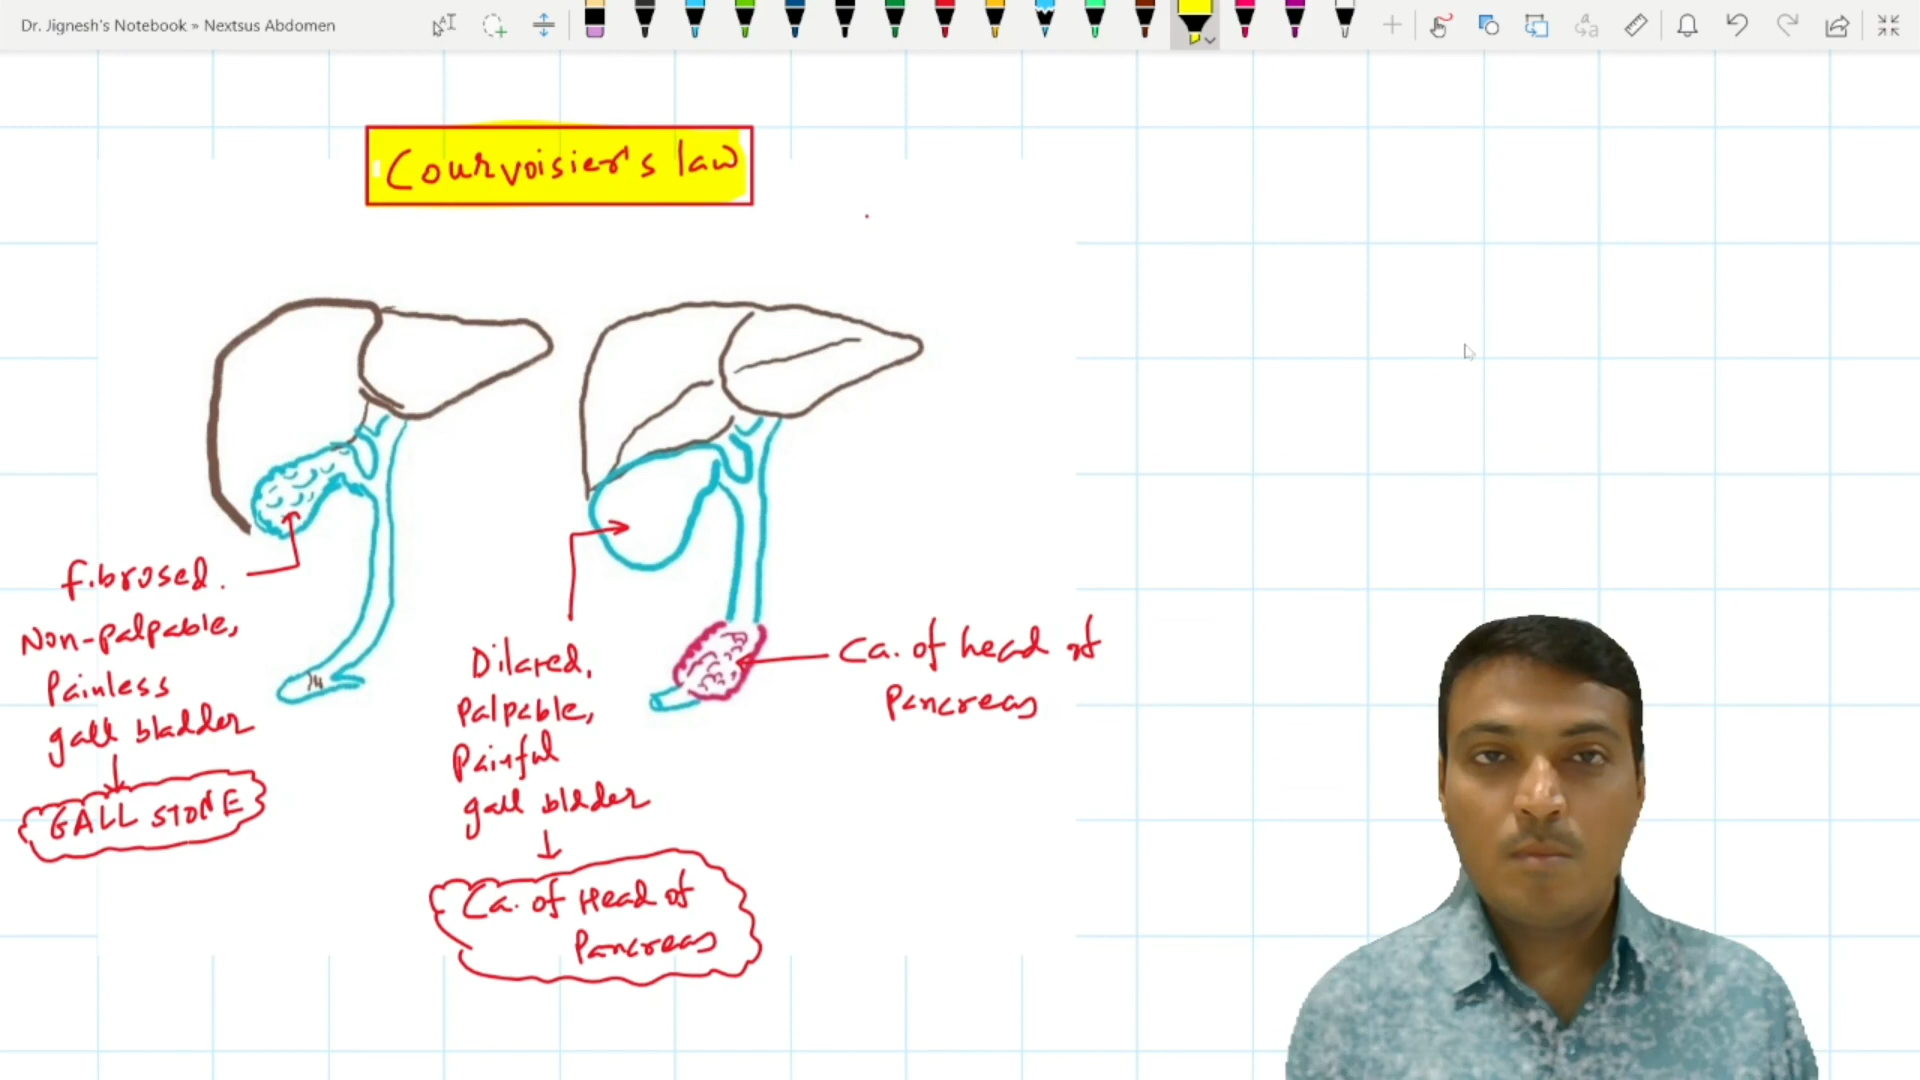 Dr. Jignesh's Notebook » Nextsus Abdomen
Courvoisier's law
fibrosed.
Non-palpable,
Painless
gall bladder
GALL STONE
Dilated,
Palpable,
Painful
gall bldder
Ca. of Head of
Pancreas
Ca. of head of
Pancreas